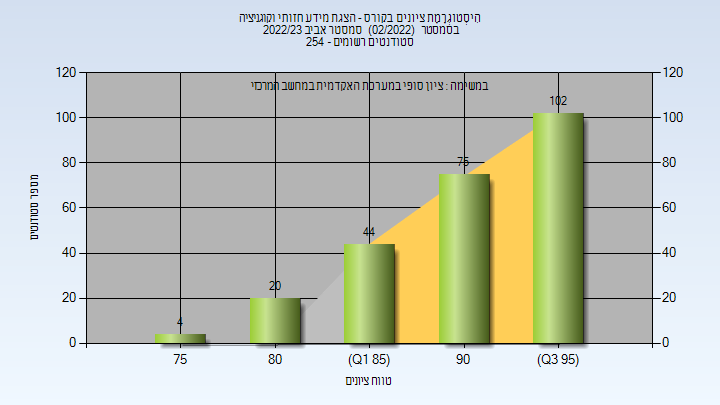 היסטוגרמת ציונים בקורס - הצגת מידע חזותי וקוגניציה
בסמסטר (02/2022) סמסטר אביב 2022/23
סטודנטים רשומים - 254
במשימה : ציון סופי במערכת האקדמית במחשב המרכזי
120 120
100 100
80 80
60 60
40 40
20 20
0 0
4 20 44 75 102
מספר סטודנטים
75 80 (Q1 85) 90 (Q3 95)
טווח ציונים